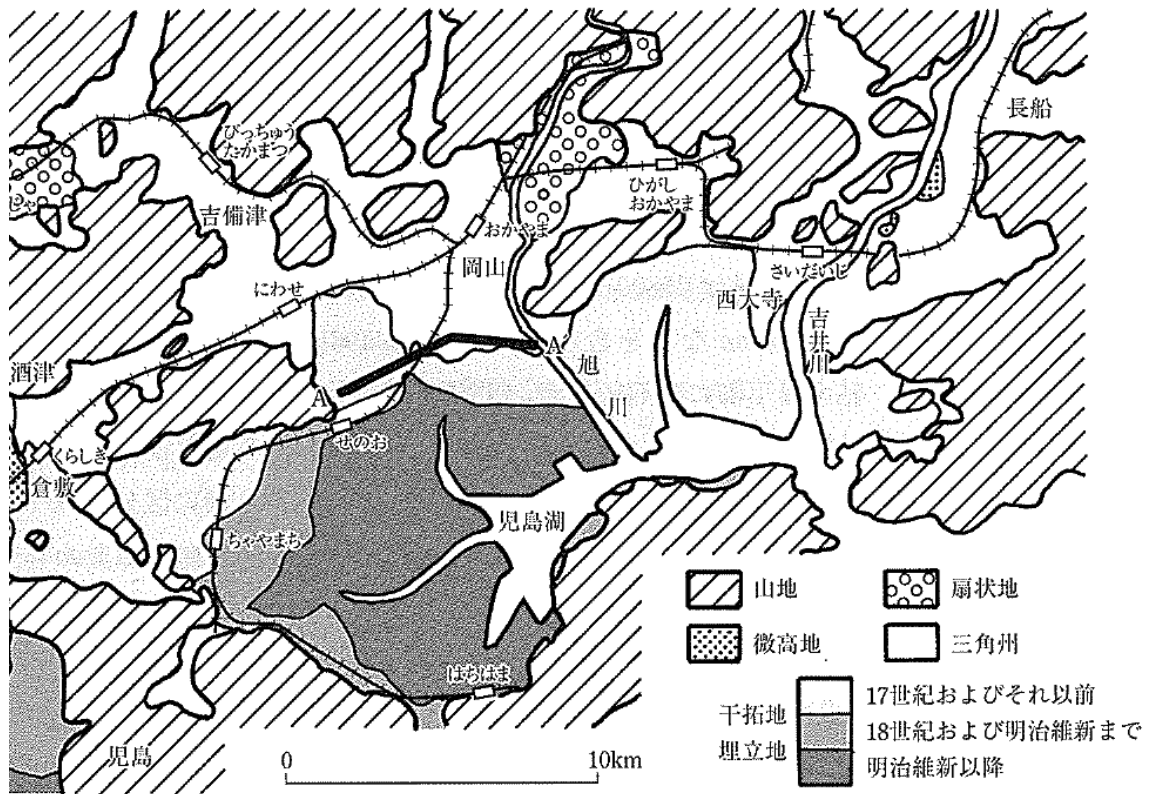 長船
びっちゅう
たかまつ
じゃ
吉備津
ひがし
おかやま
おかやま
岡山
さいだいじ
西大寺
にわせ
吉井川
酒津
A
A'
旭川
せのお
くらしき
倉敷
児島湖
ちゃやまち
はちはま
児島
山地
扇状地
微高地
三角州
干拓地
埋立地
17世紀およびそれ以前
18世紀および明治維新まで
明治維新以降
0
10km